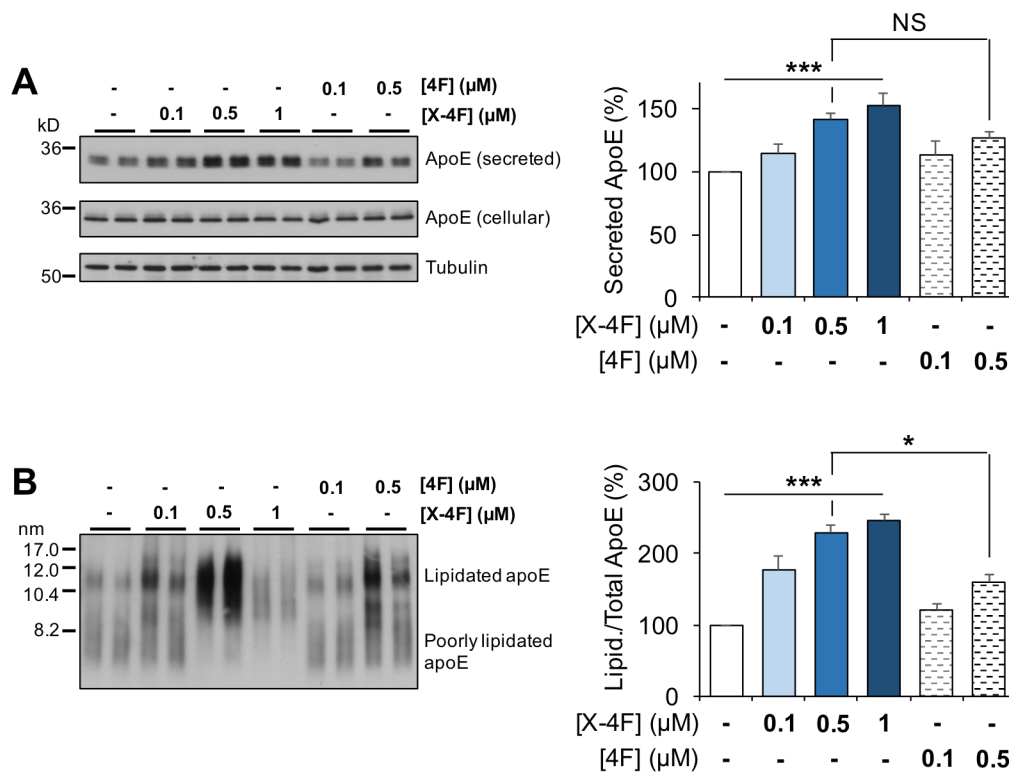 A
- - - - 0.1 0.5 [4F] (µM)
- 0.1 0.5 1 - - [X-4F] (µM)
kD
36
ApoE (secreted)
36
ApoE (cellular)
50
Tubulin
NS
***
Secreted ApoE (%)
150
100
50
0
[X-4F] (µM) - 0.1 0.5 1 - -
[4F] (µM) - - - - 0.1 0.5
B
- - - - 0.1 0.5 [4F] (µM)
- 0.1 0.5 1 - - [X-4F] (µM)
nm
17.0
12.0
10.4
8.2
Lipidated apoE
Poorly lipidated
apoE
*
***
Lipid./Total ApoE (%)
300
200
100
0
[X-4F] (µM) - 0.1 0.5 1 - -
[4F] (µM) - - - - 0.1 0.5